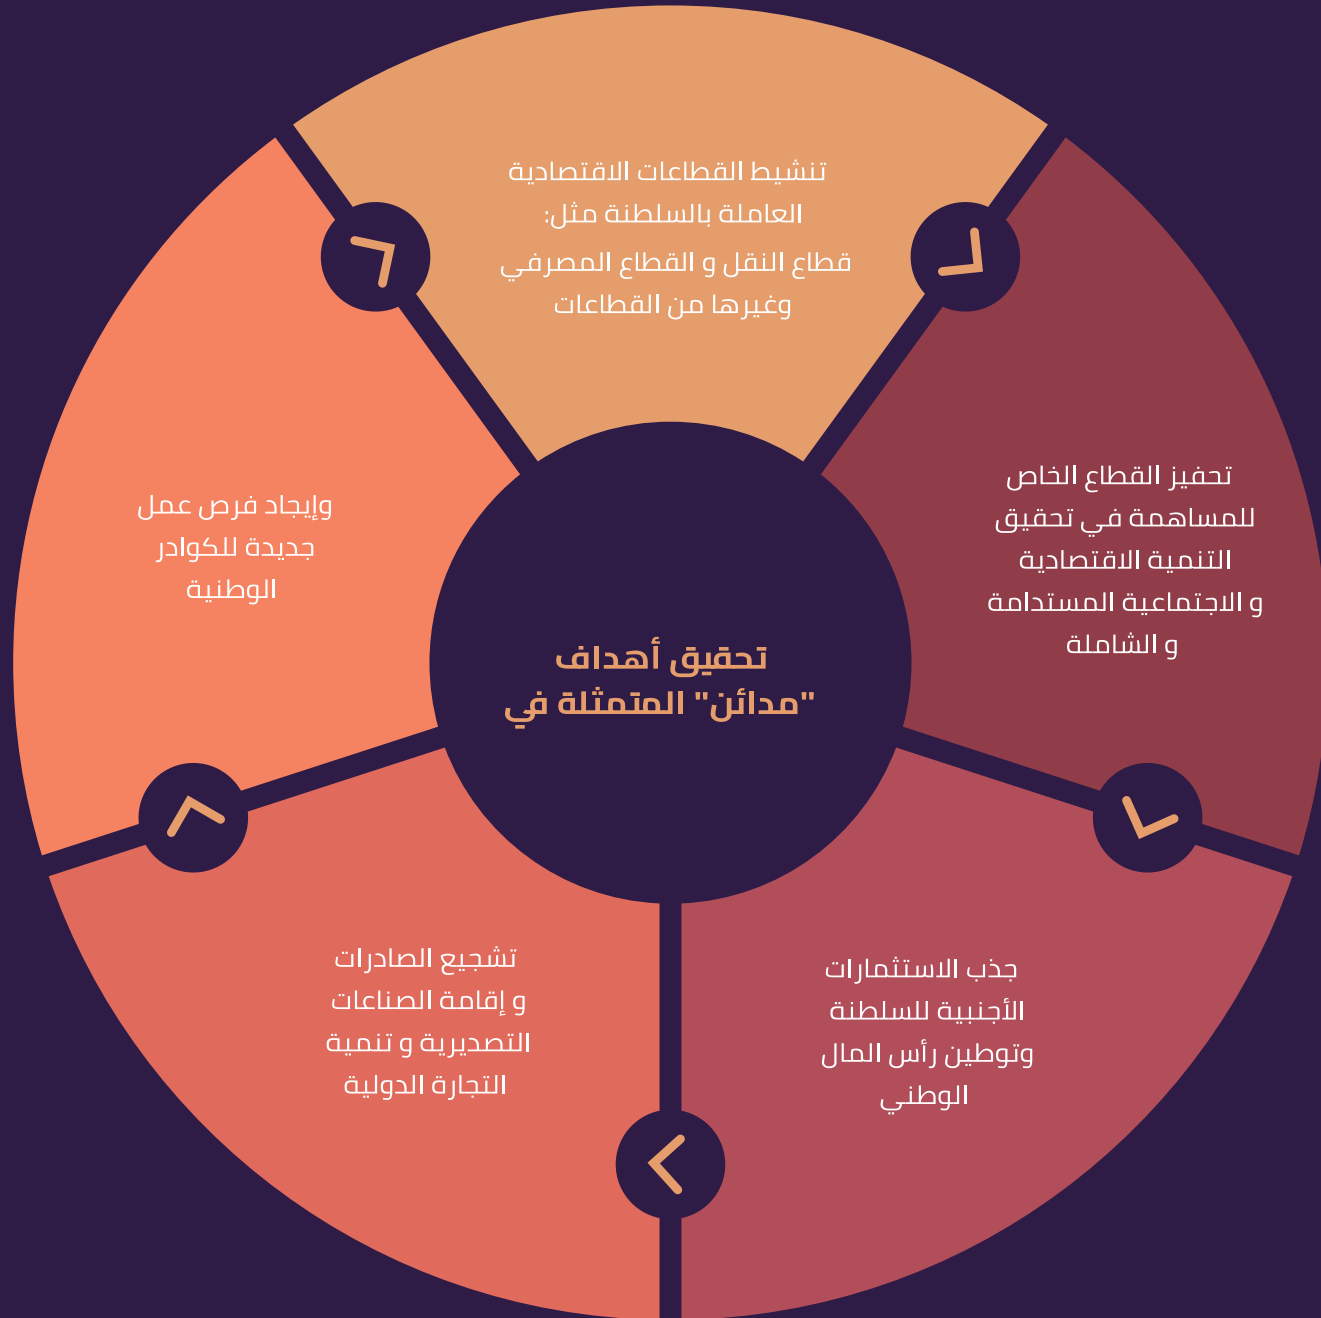 تنشيط القطاعات الاقتصادية
العاملة بالسلطنة مثل:
قطاع النقل و القطاع المصرفي
وغيرها من القطاعات
تحفيز القطاع الخاص
للمساهمة في تحقيق
التنمية الاقتصادية
و الاجتماعية المستدامة
و الشاملة
جذب الاستثمارات
الأجنبية للسلطنة
وتوطين رأس المال
الوطني
تشجيع الصادرات
و إقامة الصناعات
التصديرية و تنمية
التجارة الدولية
وإيجاد فرص عمل
جديدة للكوادر
الوطنية
تحقيق أهداف
"مدائن" المتمثلة في